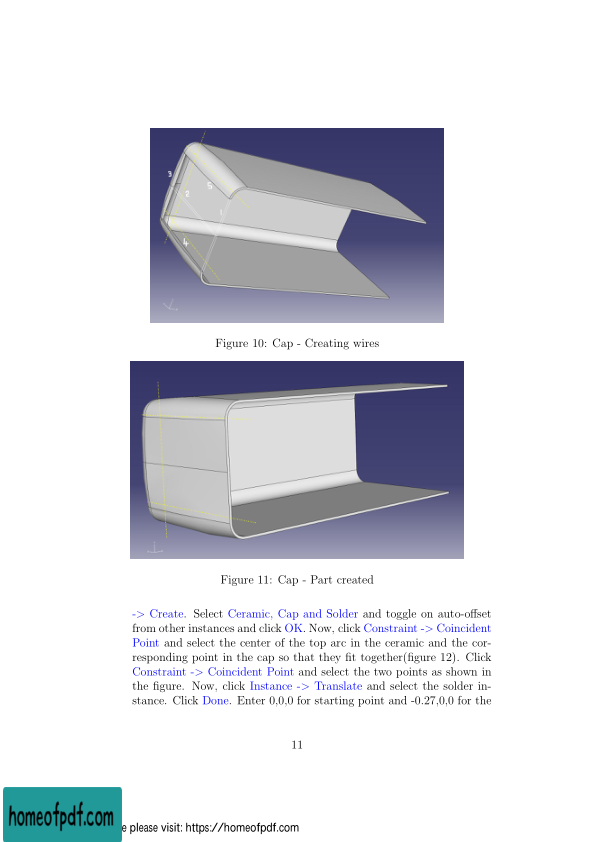 3
2
5
1
4
Figure 10: Cap - Creating wires
Figure 11: Cap - Part created
-> Create. Select Ceramic, Cap and Solder and toggle on auto-offset
from other instances and click OK. Now, click Constraint -> Coincident
Point and select the center of the top arc in the ceramic and the cor-
responding point in the cap so that they fit together(figure 12). Click
Constraint -> Coincident Point and select the two points as shown in
the figure. Now, click Instance -> Translate and select the solder in-
stance. Click Done. Enter 0,0,0 for starting point and -0.27,0,0 for the
11
homeofpdf.com
e please visit: https://homeofpdf.com